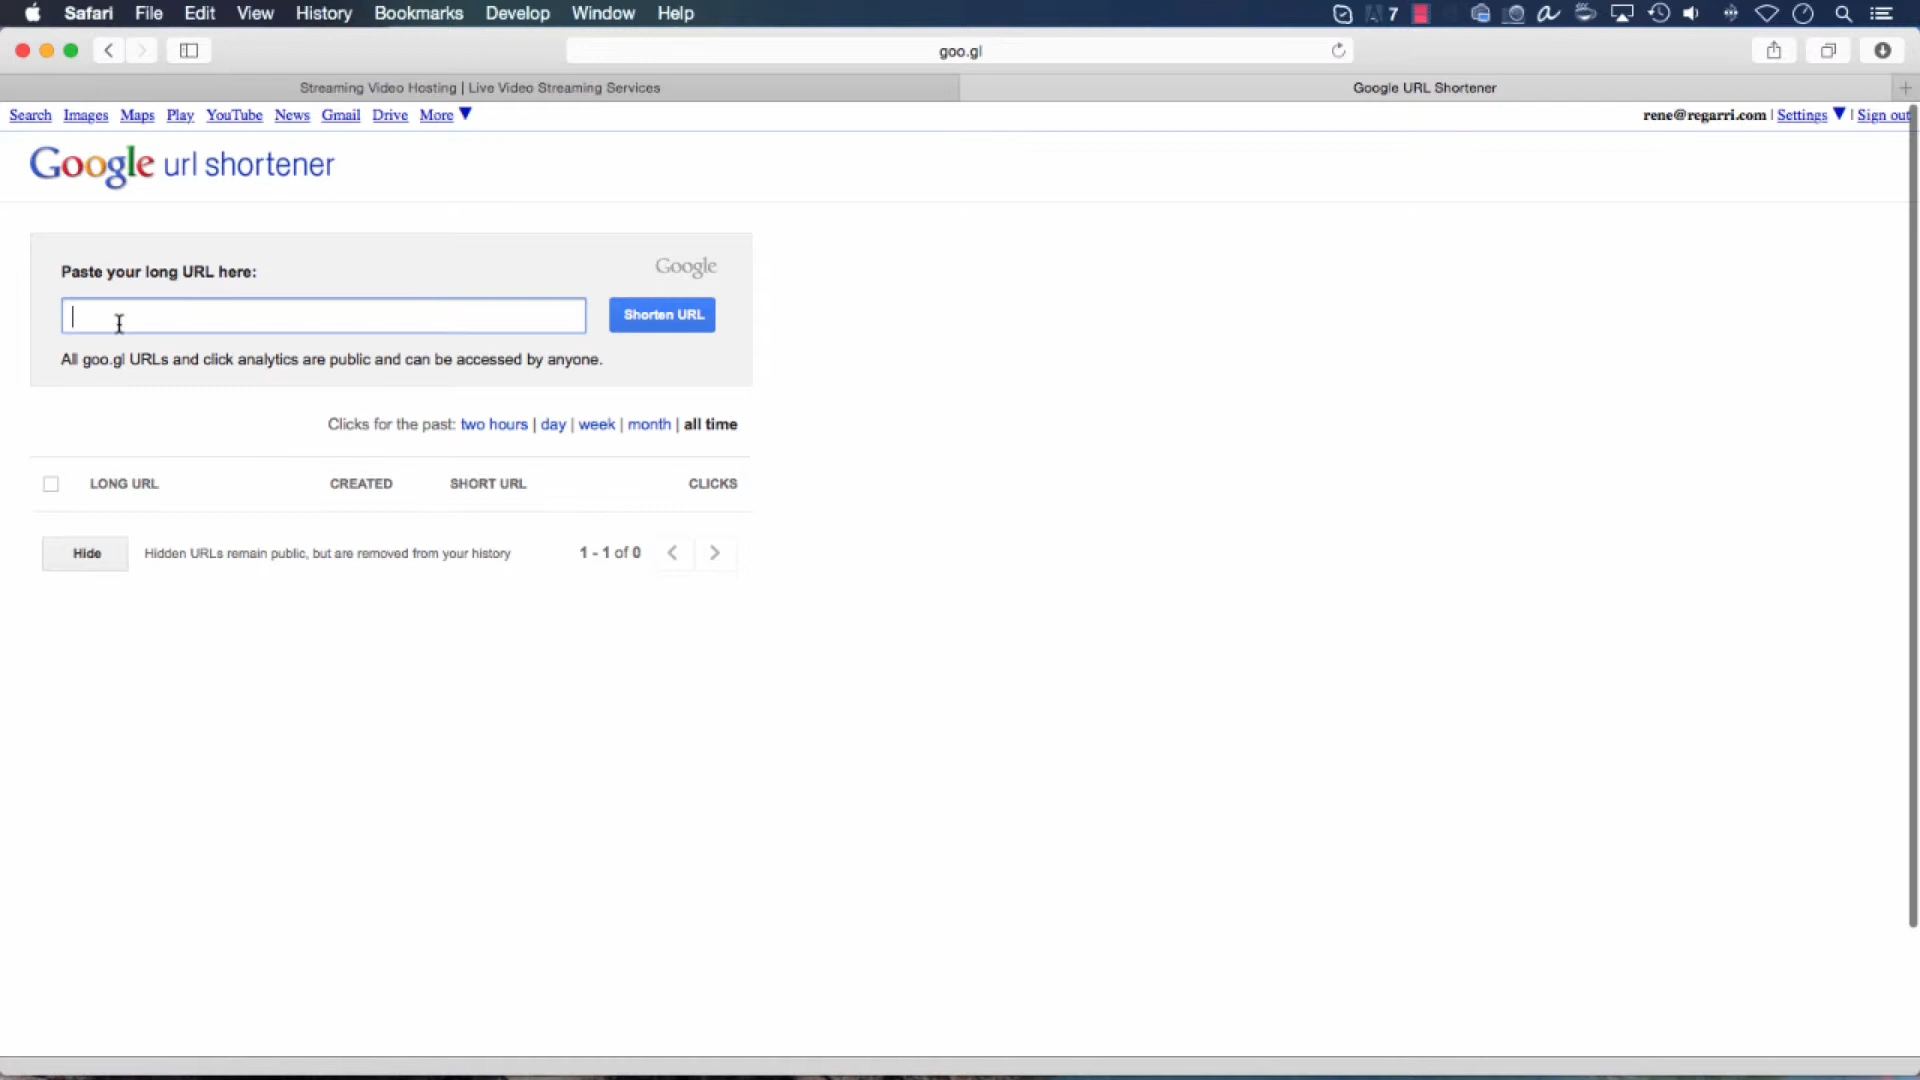 Safari File Edit View History Bookmarks Develop Window Help 7
goo.gl
Streaming Video Hosting | Live Video Streaming Services Google URL Shortener
Search Images Maps Play YouTube News Gmail Drive More ▼ rene@regarri.com | Settings ▼ | Sign out
Google url shortener
Paste your long URL here: Google
Shorten URL
All goo.gl URLs and click analytics are public and can be accessed by anyone.
Clicks for the past: two hours | day | week | month | all time
LONG URL CREATED SHORT URL CLICKS
Hide Hidden URLs remain public, but are removed from your history 1 - 1 of 0